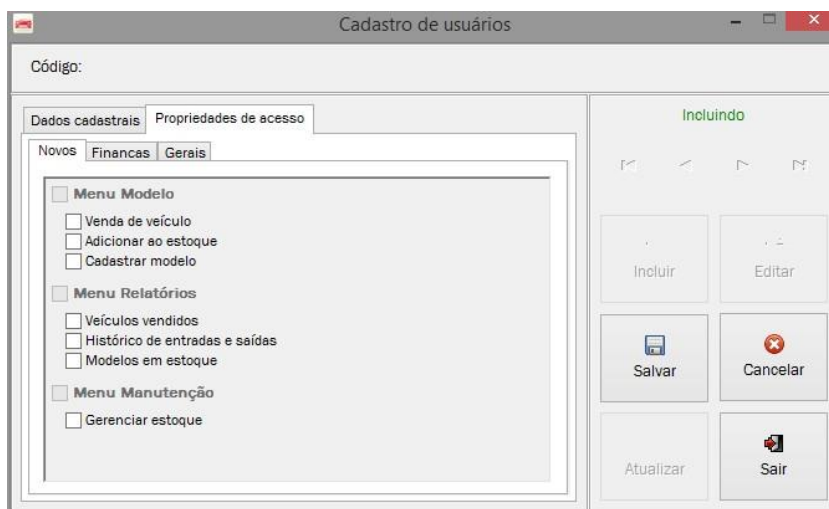 Cadastro de usuários
Código:
Dados cadastrais
Propriedades de acesso
Novos
Financas
Gerais
Menu Modelo
Venda de veículo
Adicionar ao estoque
Cadastrar modelo
Menu Relatórios
Veículos vendidos
Histórico de entradas e saídas
Modelos em estoque
Menu Manutenção
Gerenciar estoque
Incluindo
Incluir
Editar
Salvar
Cancelar
Atualizar
Sair